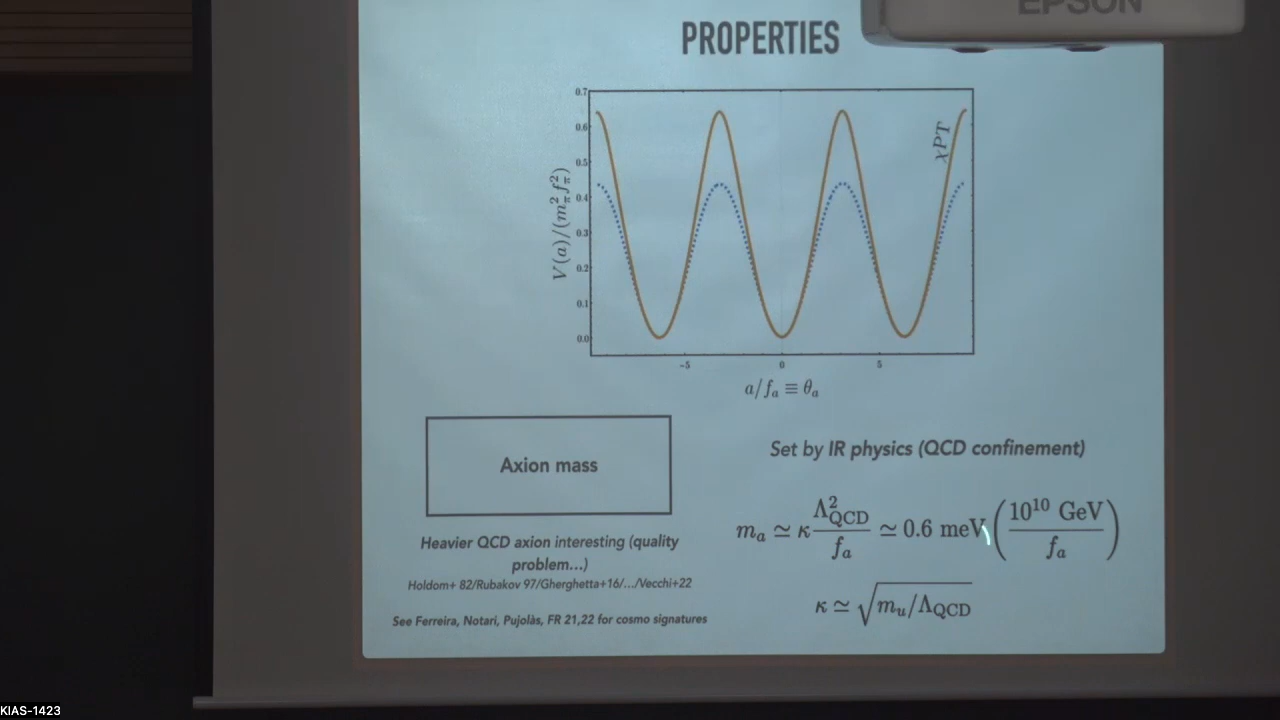 EPSON
PROPERTIES
0.7
0.6
0.5
0.4
0.3
0.2
0.1
0.0
V(a)/(m_π^2 f_π^2)
χPT
-5 0 5
a/f_a ≡ θ_a
Axion mass
Set by IR physics (QCD confinement)
m_a ≃ κ Λ_QCD^2 / f_a ≃ 0.6 meV (10^10 GeV / f_a)
κ ≃ √(m_u/Λ_QCD)
Heavier QCD axion interesting (quality
problem...)
Holdom+ 82/Rubakov 97/Gherghetta+16/.../Vecchi+22
See Ferreira, Notari, Pujolàs, FR 21,22 for cosmo signatures
KIAS-1423